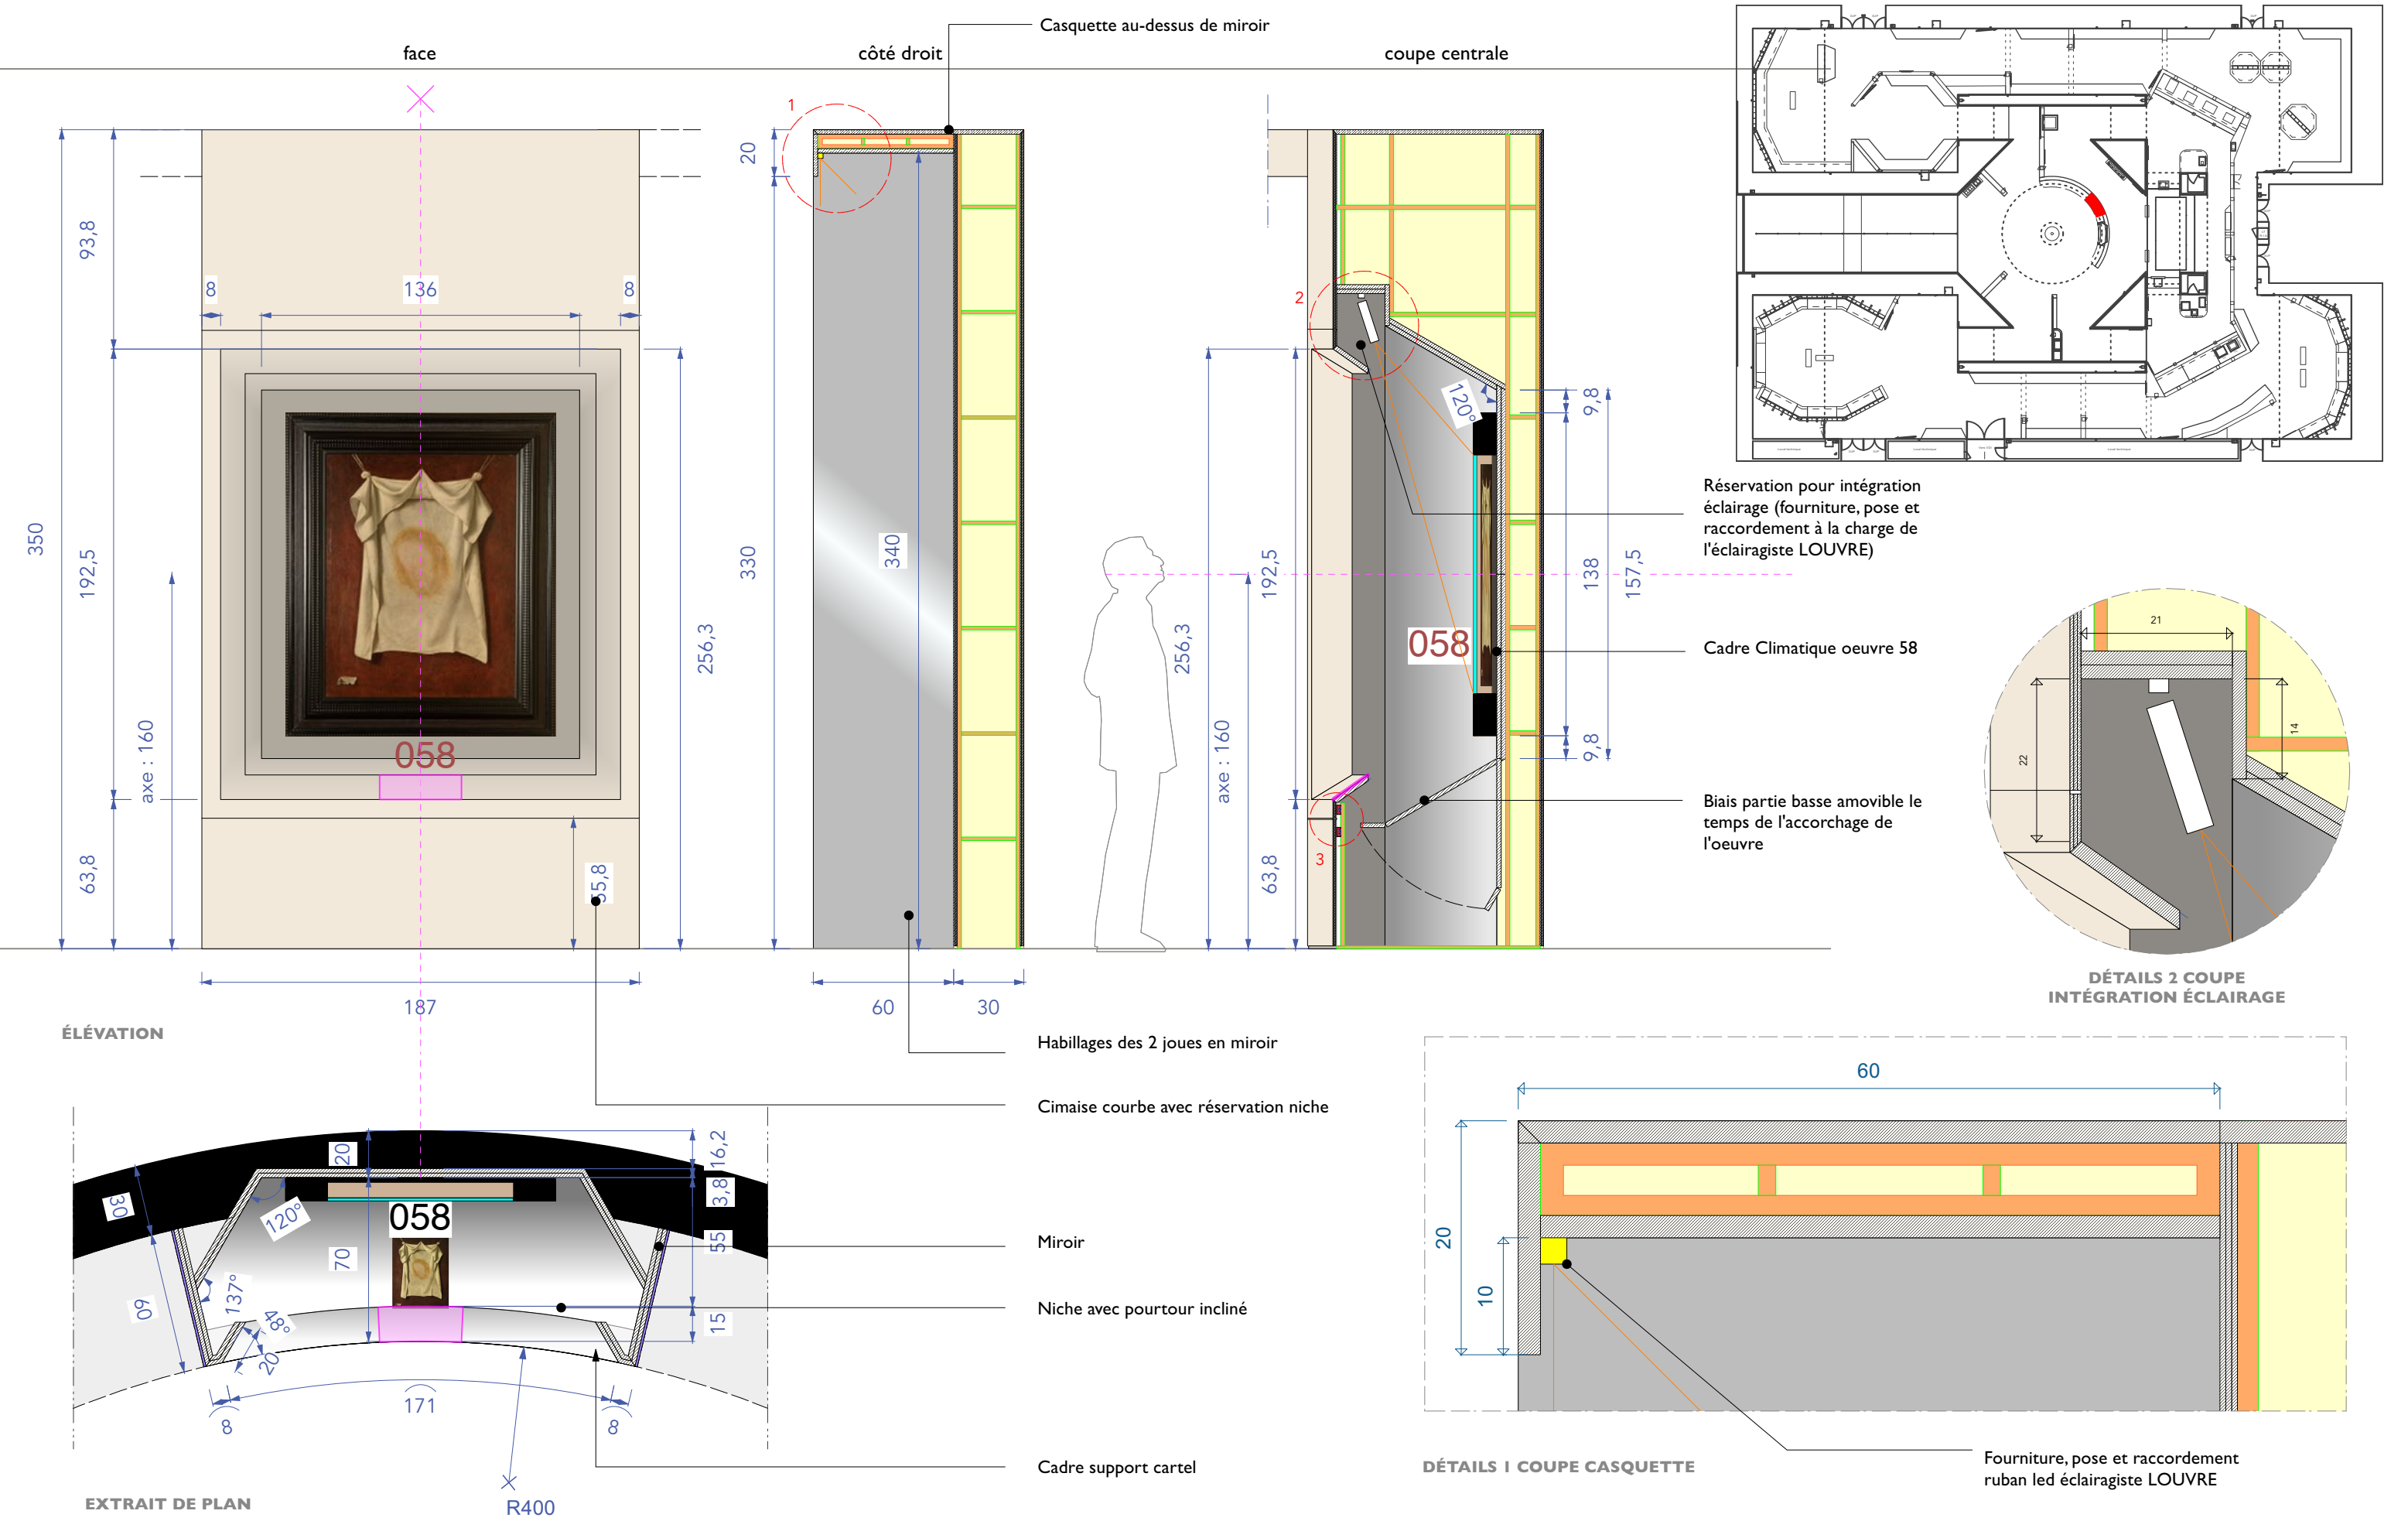 Casquette au-dessus de miroir
face
côté droit
coupe centrale
1
20
93,8
8
136
8
2
120°
9,8
350
192,5
330
340
192,5
138
157,5
Réservation pour intégration
éclairage (fourniture, pose et
raccordement à la charge de
l'éclairagiste LOUVRE)
256,3
256,3
058
Cadre Climatique oeuvre 58
21
22
14
058
axe : 160
axe : 160
9,8
Biais partie basse amovible le
temps de l'accorchage de
l'oeuvre
63,8
55,8
63,8
3
187
60
30
DÉTAILS 2 COUPE
INTÉGRATION ÉCLAIRAGE
ÉLÉVATION
Habillages des 2 joues en miroir
Cimaise courbe avec réservation niche
60
20
16,2
30
120°
3,8
058
70
55
Miroir
20
10
60
137°
48°
20
15
Niche avec pourtour incliné
8
171
8
Cadre support cartel
R400
EXTRAIT DE PLAN
DÉTAILS 1 COUPE CASQUETTE
Fourniture, pose et raccordement
ruban led éclairagiste LOUVRE